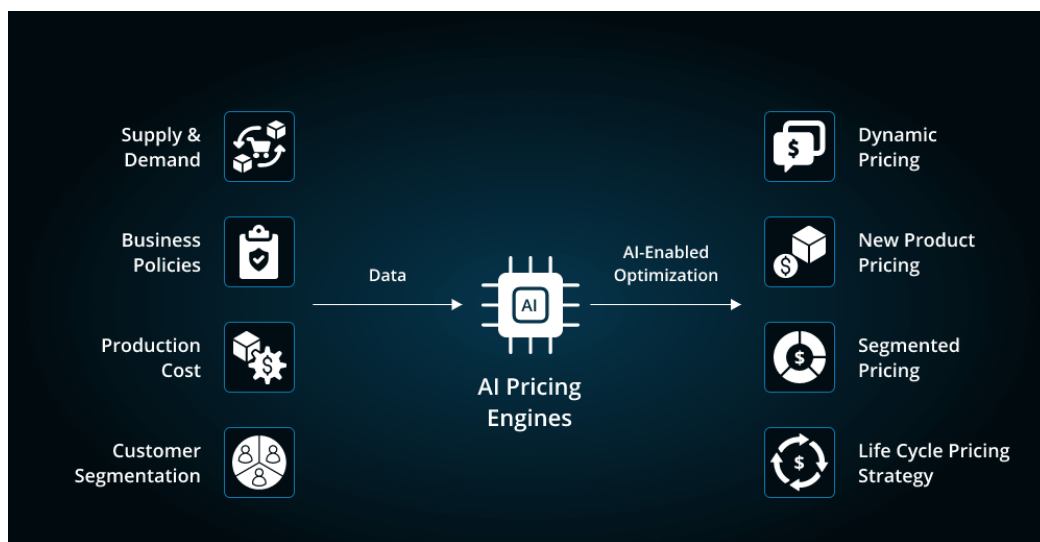 Supply &
Demand
Business
Policies
Production
Cost
Customer
Segmentation
Data
AI
AI Pricing
Engines
AI-Enabled
Optimization
$
Dynamic
Pricing
$
New Product
Pricing
$
Segmented
Pricing
$
Life Cycle Pricing
Strategy
$